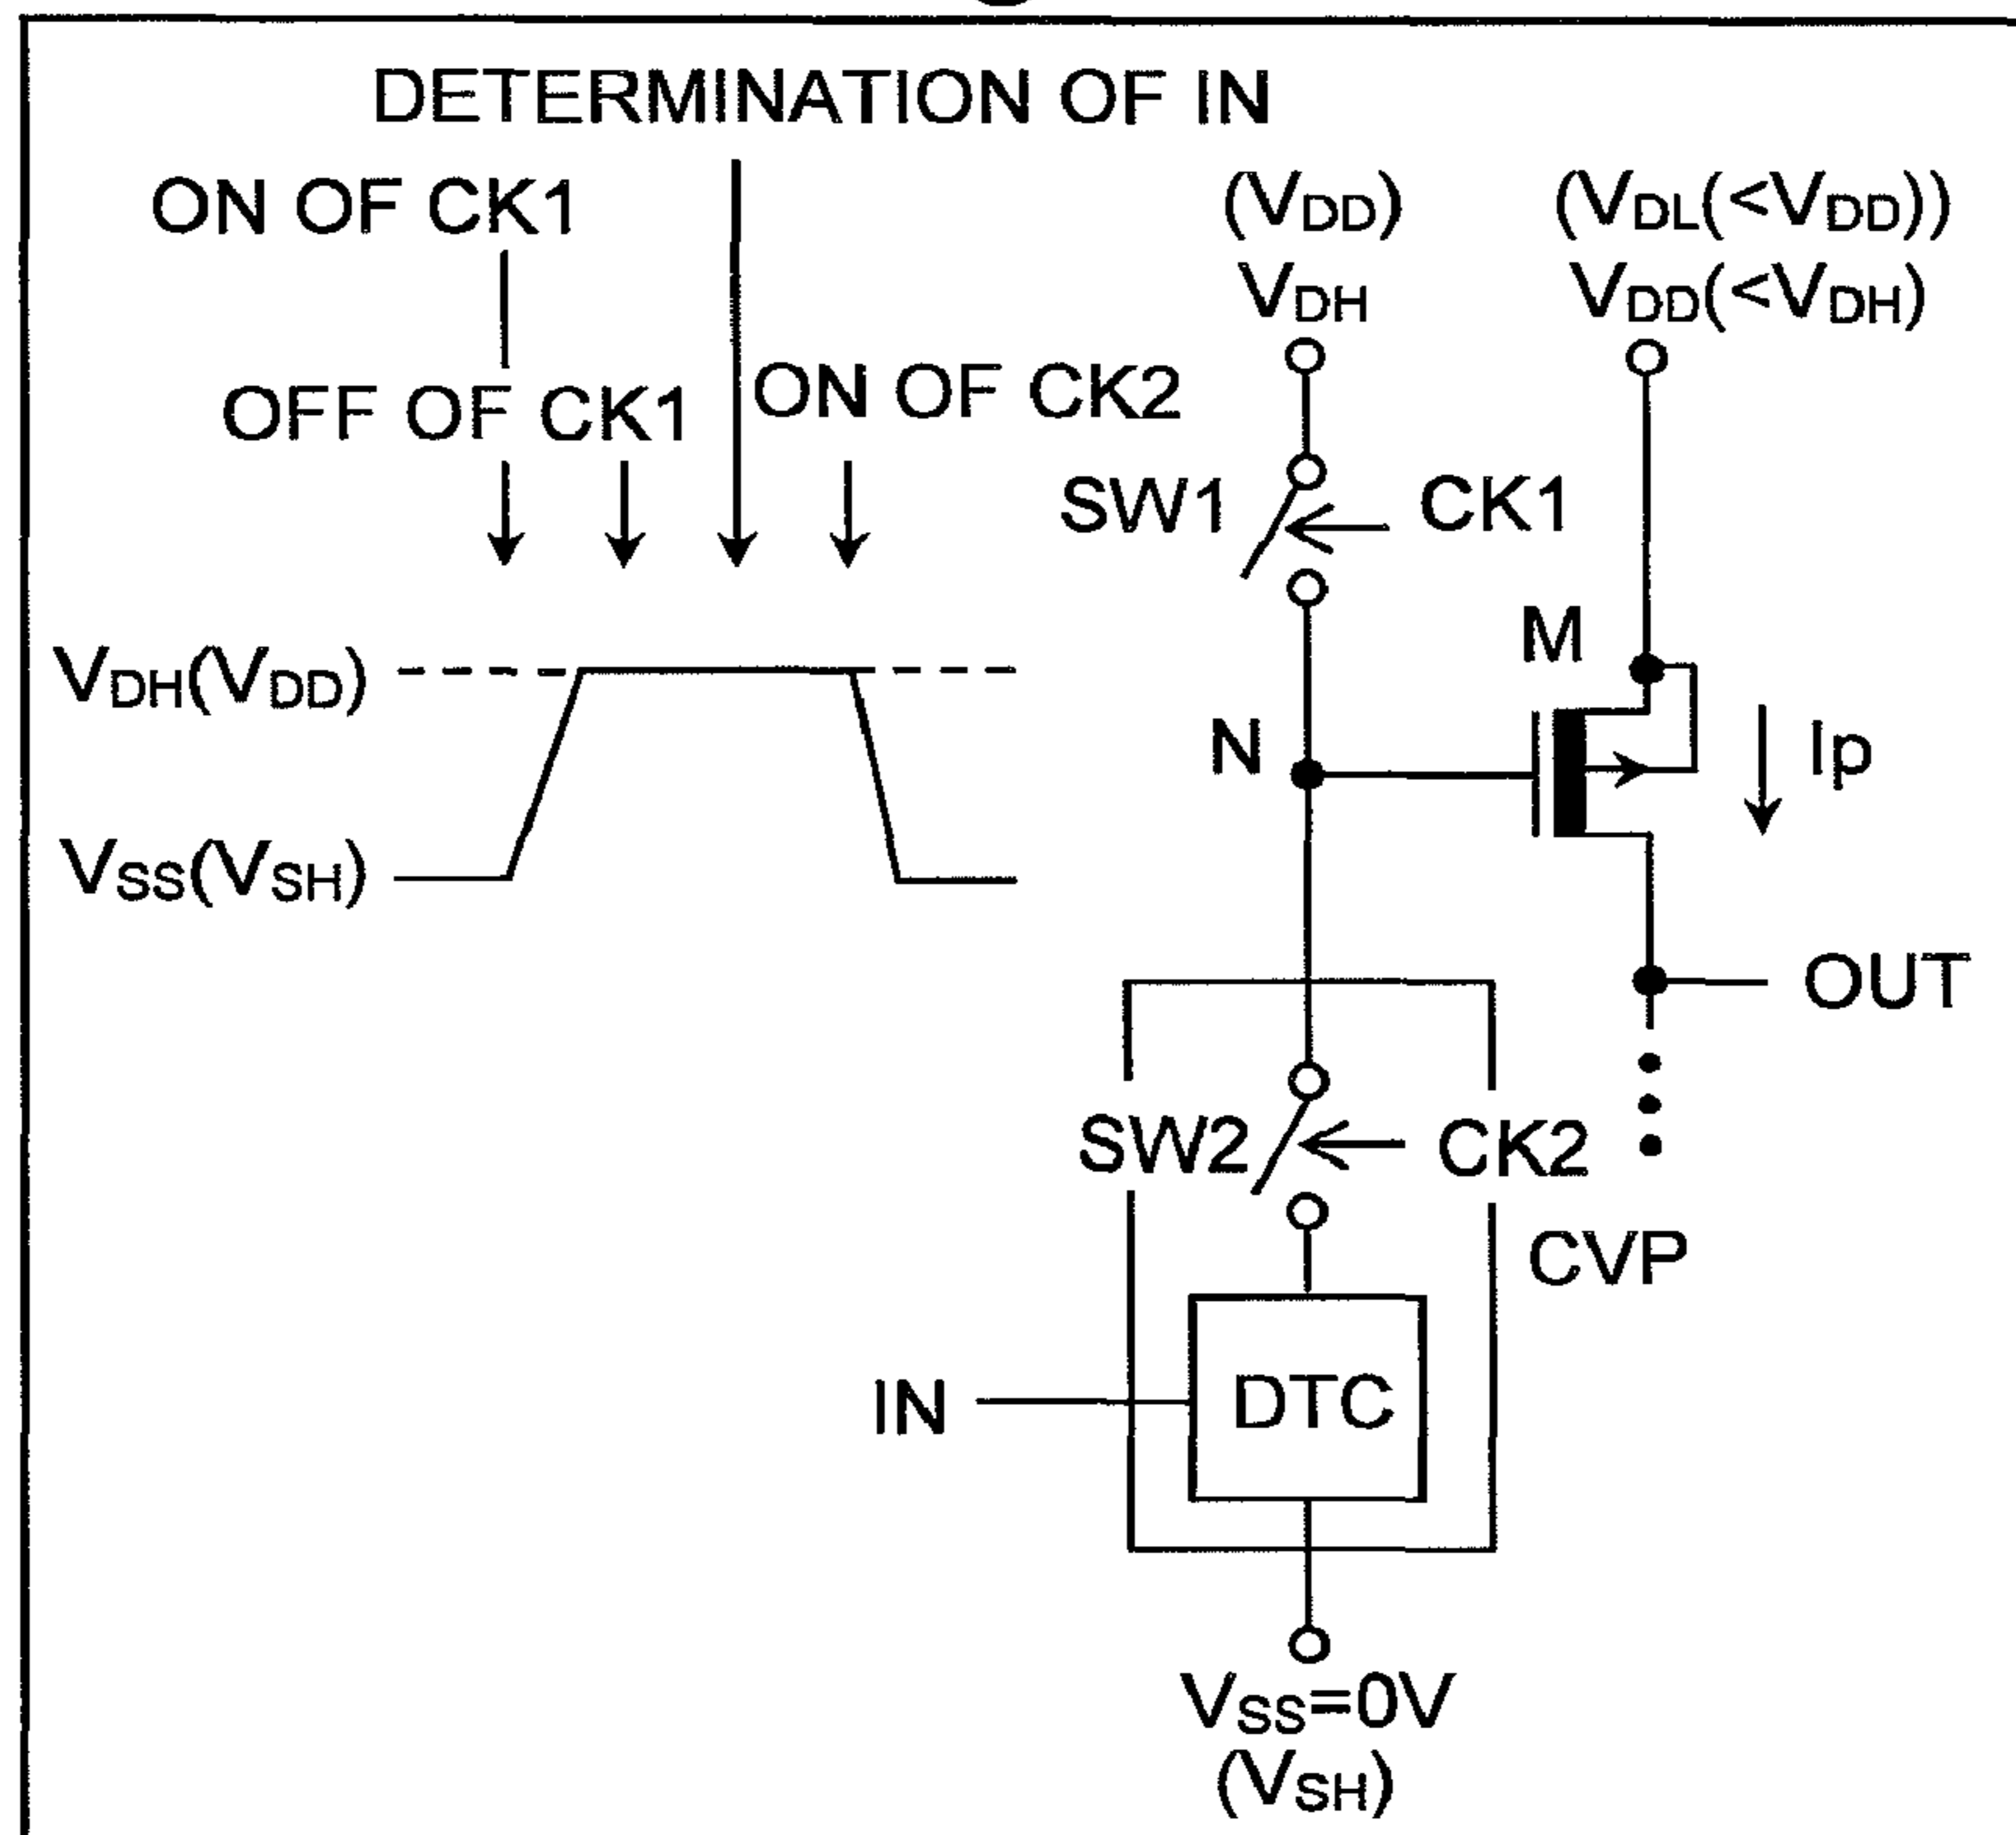 DETERMINATION OF IN
ON OF CK1
OFF OF CK1
ON OF CK2
(VDD)
VDH
(VDL(<VDD))
VDD(<VDH)
SW1
CK1
M
VDH(VDD)
N
Ip
VSS(VSH)
OUT
SW2
CK2
CVP
IN
DTC
VSS=0V
(VSH)